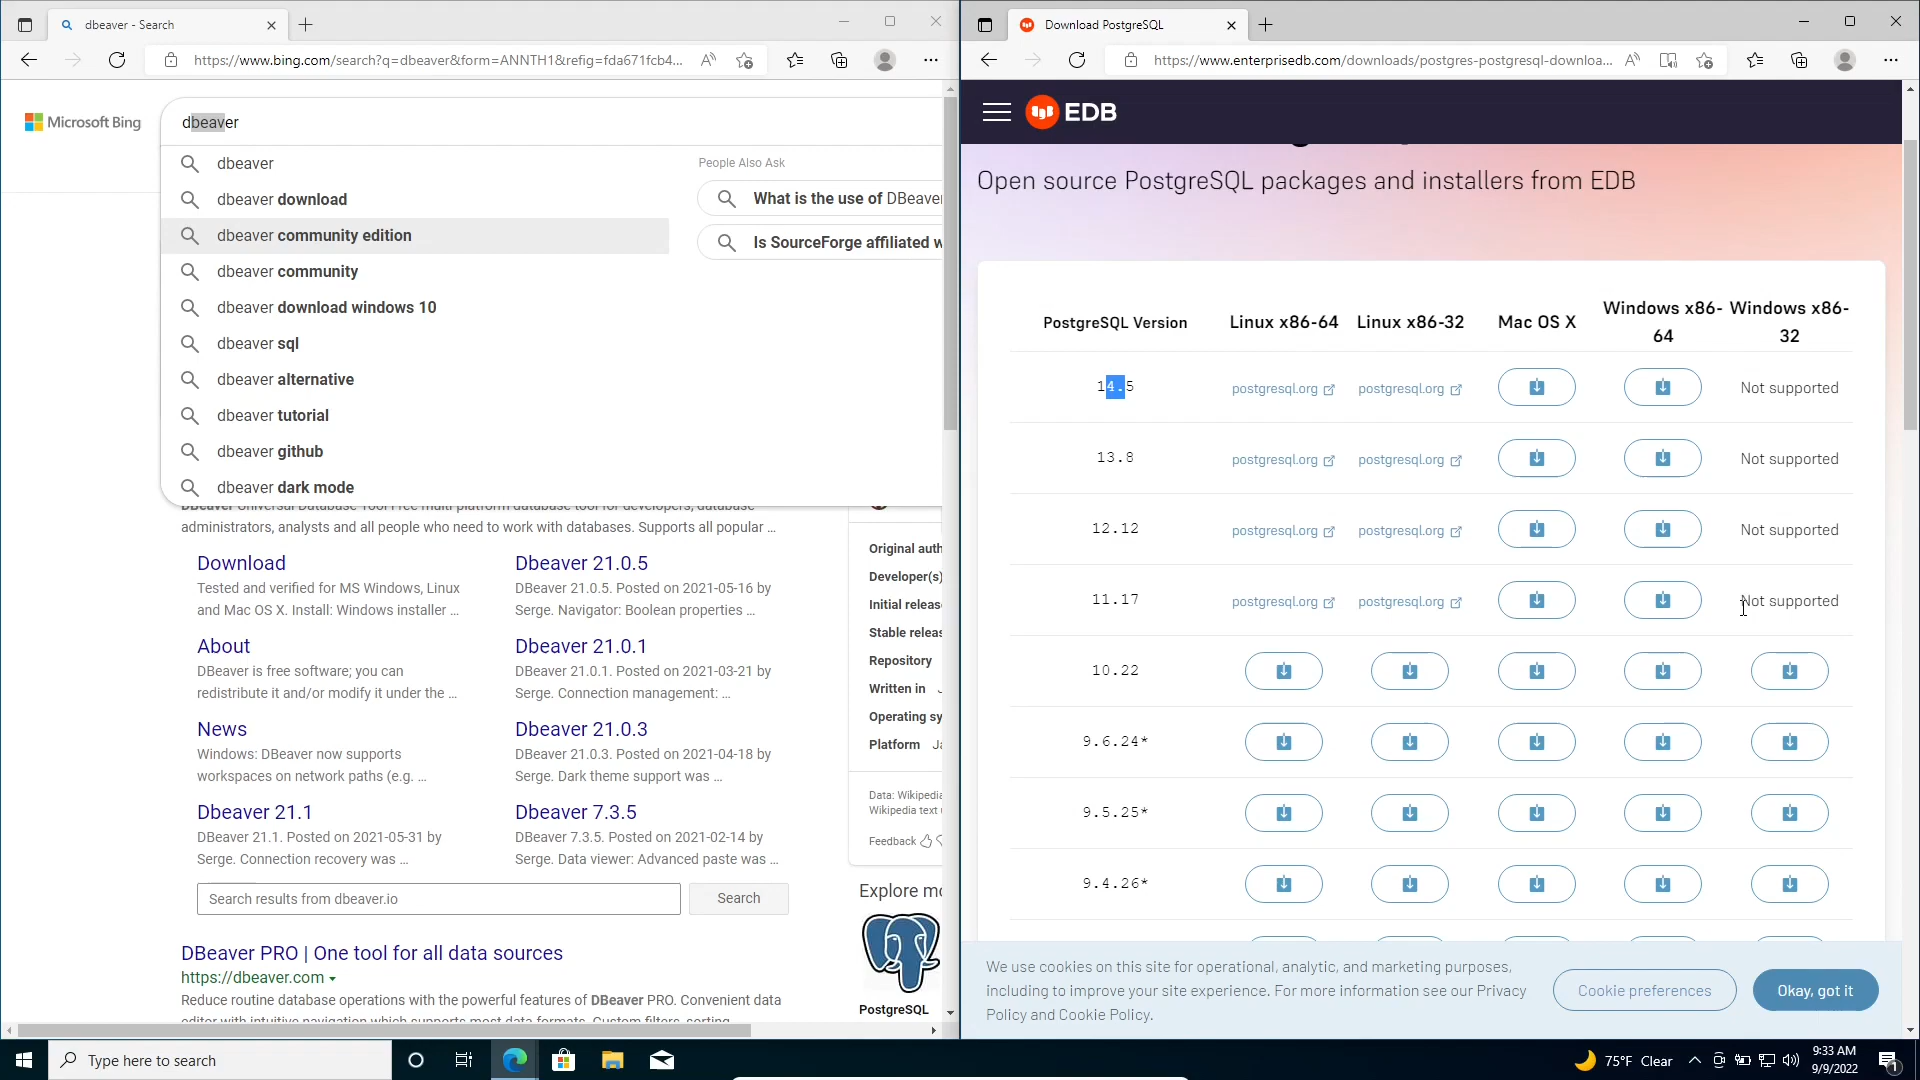 dbeaver - Search
https://www.bing.com/search?q=dbeaver&form=ANNTH1&refig=fda671fcb4...
Microsoft Bing
dbeaver
dbeaver
dbeaver download
dbeaver community edition
dbeaver community
dbeaver download windows 10
dbeaver sql
dbeaver alternative
dbeaver tutorial
dbeaver github
dbeaver dark mode
People Also Ask
What is the use of DBeaver
Is SourceForge affiliated w
administrators, analysts and all people who need to work with databases. Supports all popular ...
Download
Tested and verified for MS Windows, Linux
and Mac OS X. Install: Windows installer ...
Dbeaver 21.0.5
DBeaver 21.0.5. Posted on 2021-05-16 by
Serge. Navigator: Boolean properties ...
About
DBeaver is free software; you can
redistribute it and/or modify it under the ...
Dbeaver 21.0.1
DBeaver 21.0.1. Posted on 2021-03-21 by
Serge. Connection management: ...
News
Windows: DBeaver now supports
workspaces on network paths (e.g. ...
Dbeaver 21.0.3
DBeaver 21.0.3. Posted on 2021-04-18 by
Serge. Dark theme support was ...
Dbeaver 21.1
DBeaver 21.1. Posted on 2021-05-31 by
Serge. Connection recovery was ...
Dbeaver 7.3.5
DBeaver 7.3.5. Posted on 2021-02-14 by
Serge. Data viewer: Advanced paste was ...
Search results from dbeaver.io
Search
DBeaver PRO | One tool for all data sources
https://dbeaver.com
Reduce routine database operations with the powerful features of DBeaver PRO. Convenient data
Original auth
Developer(s)
Initial releas
Stable releas
Repository
Written in
Operating sy
Platform
Data: Wikipedia
Wikipedia text
Feedback
Explore mo
PostgreSQL
Download PostgreSQL
https://www.enterprisedb.com/downloads/postgres-postgresql-downloa...
EDB
Open source PostgreSQL packages and installers from EDB
PostgreSQL Version Linux x86-64 Linux x86-32 Mac OS X Windows x86-64 Windows x86-32
14.5 postgresql.org postgresql.org Not supported
13.8 postgresql.org postgresql.org Not supported
12.12 postgresql.org postgresql.org Not supported
11.17 postgresql.org postgresql.org Not supported
10.22
9.6.24*
9.5.25*
9.4.26*
We use cookies on this site for operational, analytic, and marketing purposes,
including to improve your site experience. For more information see our Privacy
Policy and Cookie Policy.
Cookie preferences
Okay, got it
Type here to search
75°F Clear
9:33 AM
9/9/2022
1